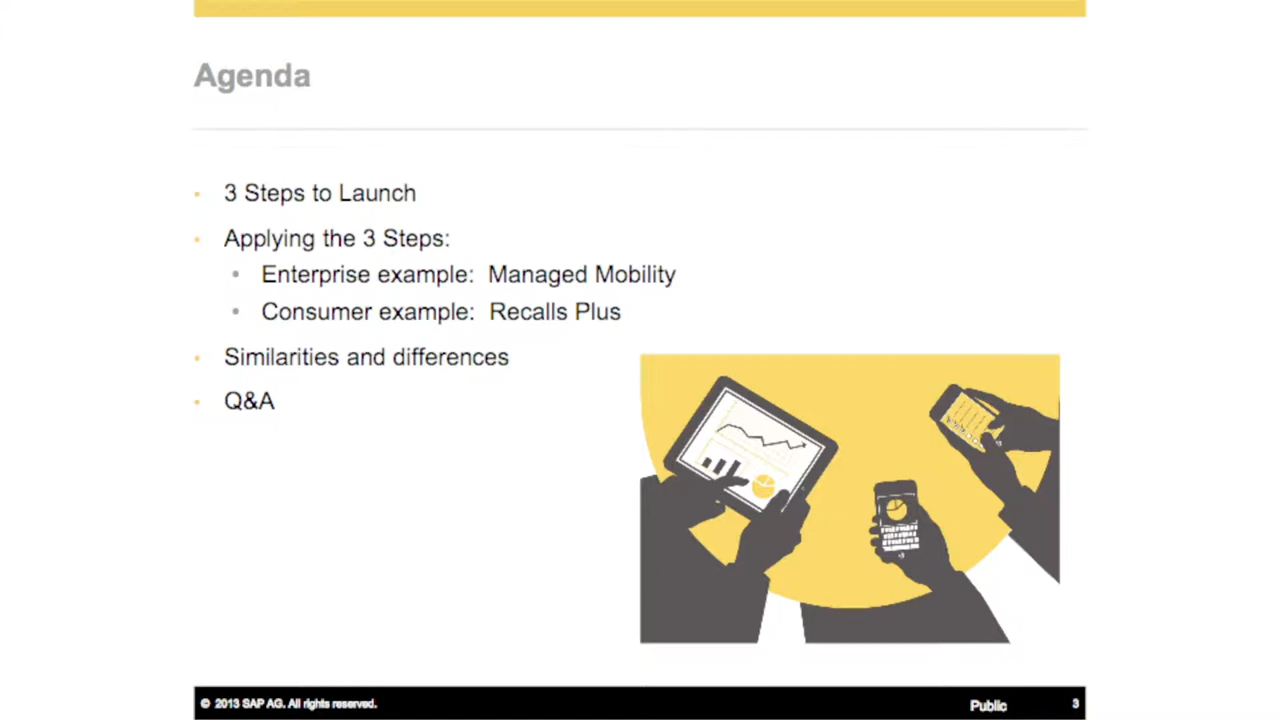 Agenda
• 3 Steps to Launch
• Applying the 3 Steps:
• Enterprise example: Managed Mobility
• Consumer example: Recalls Plus
• Similarities and differences
• Q&A
© 2013 SAP AG. All rights reserved.
Public
3